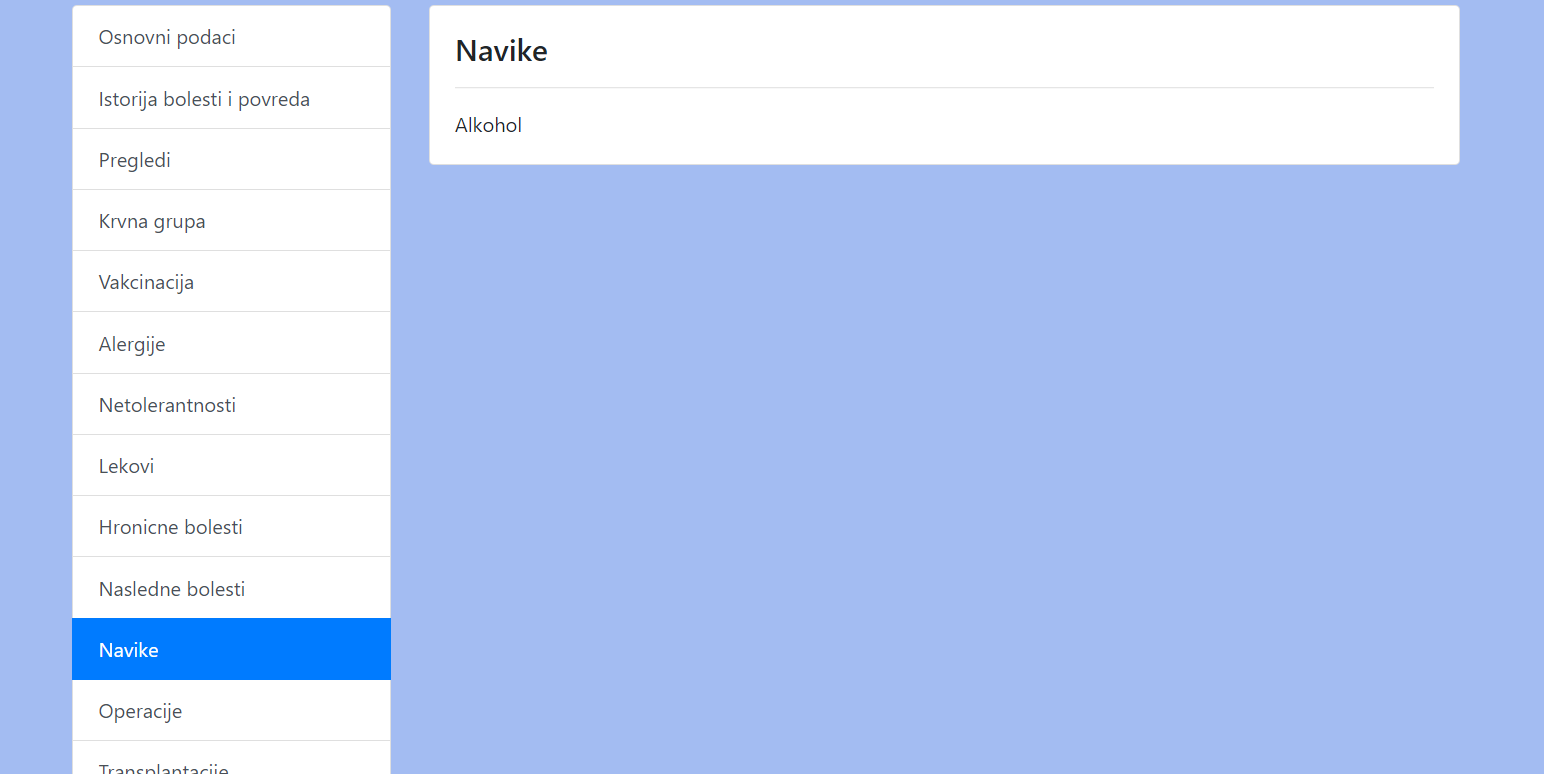 Osnovni podaci
Istorija bolesti i povreda
Pregledi
Krvna grupa
Vakcinacija
Alergije
Netolerantnosti
Lekovi
Hronicne bolesti
Nasledne bolesti
Navike
Operacije
Transplantacije
Navike
Alkohol